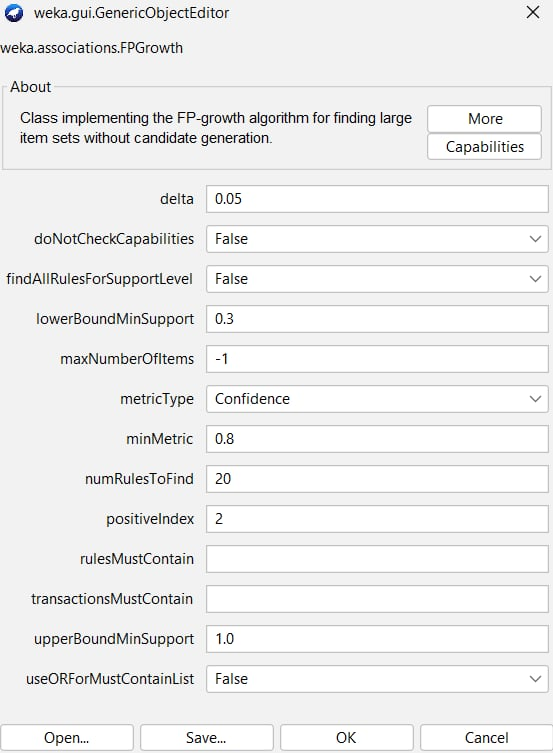 weka.gui.GenericObjectEditor
weka.associations.FPGrowth
About
Class implementing the FP-growth algorithm for finding large
item sets without candidate generation.
More
Capabilities
delta 0.05
doNotCheckCapabilities False
findAllRulesForSupportLevel False
lowerBoundMinSupport 0.3
maxNumberOfItems -1
metricType Confidence
minMetric 0.8
numRulesToFind 20
positiveIndex 2
rulesMustContain
transactionsMustContain
upperBoundMinSupport 1.0
useORForMustContainList False
Open... Save... OK Cancel